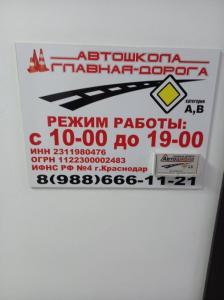 АВТОШКОЛА
ГЛАВНАЯ-ДОРОГА
категория
А,В
РЕЖИМ РАБОТЫ:
с 10-00 до 19-00
ИНН 2311980476
ОГРН 1122300002483
ИФНС РФ №4 г.Краснодар
Автошкола
8(988)666-11-21